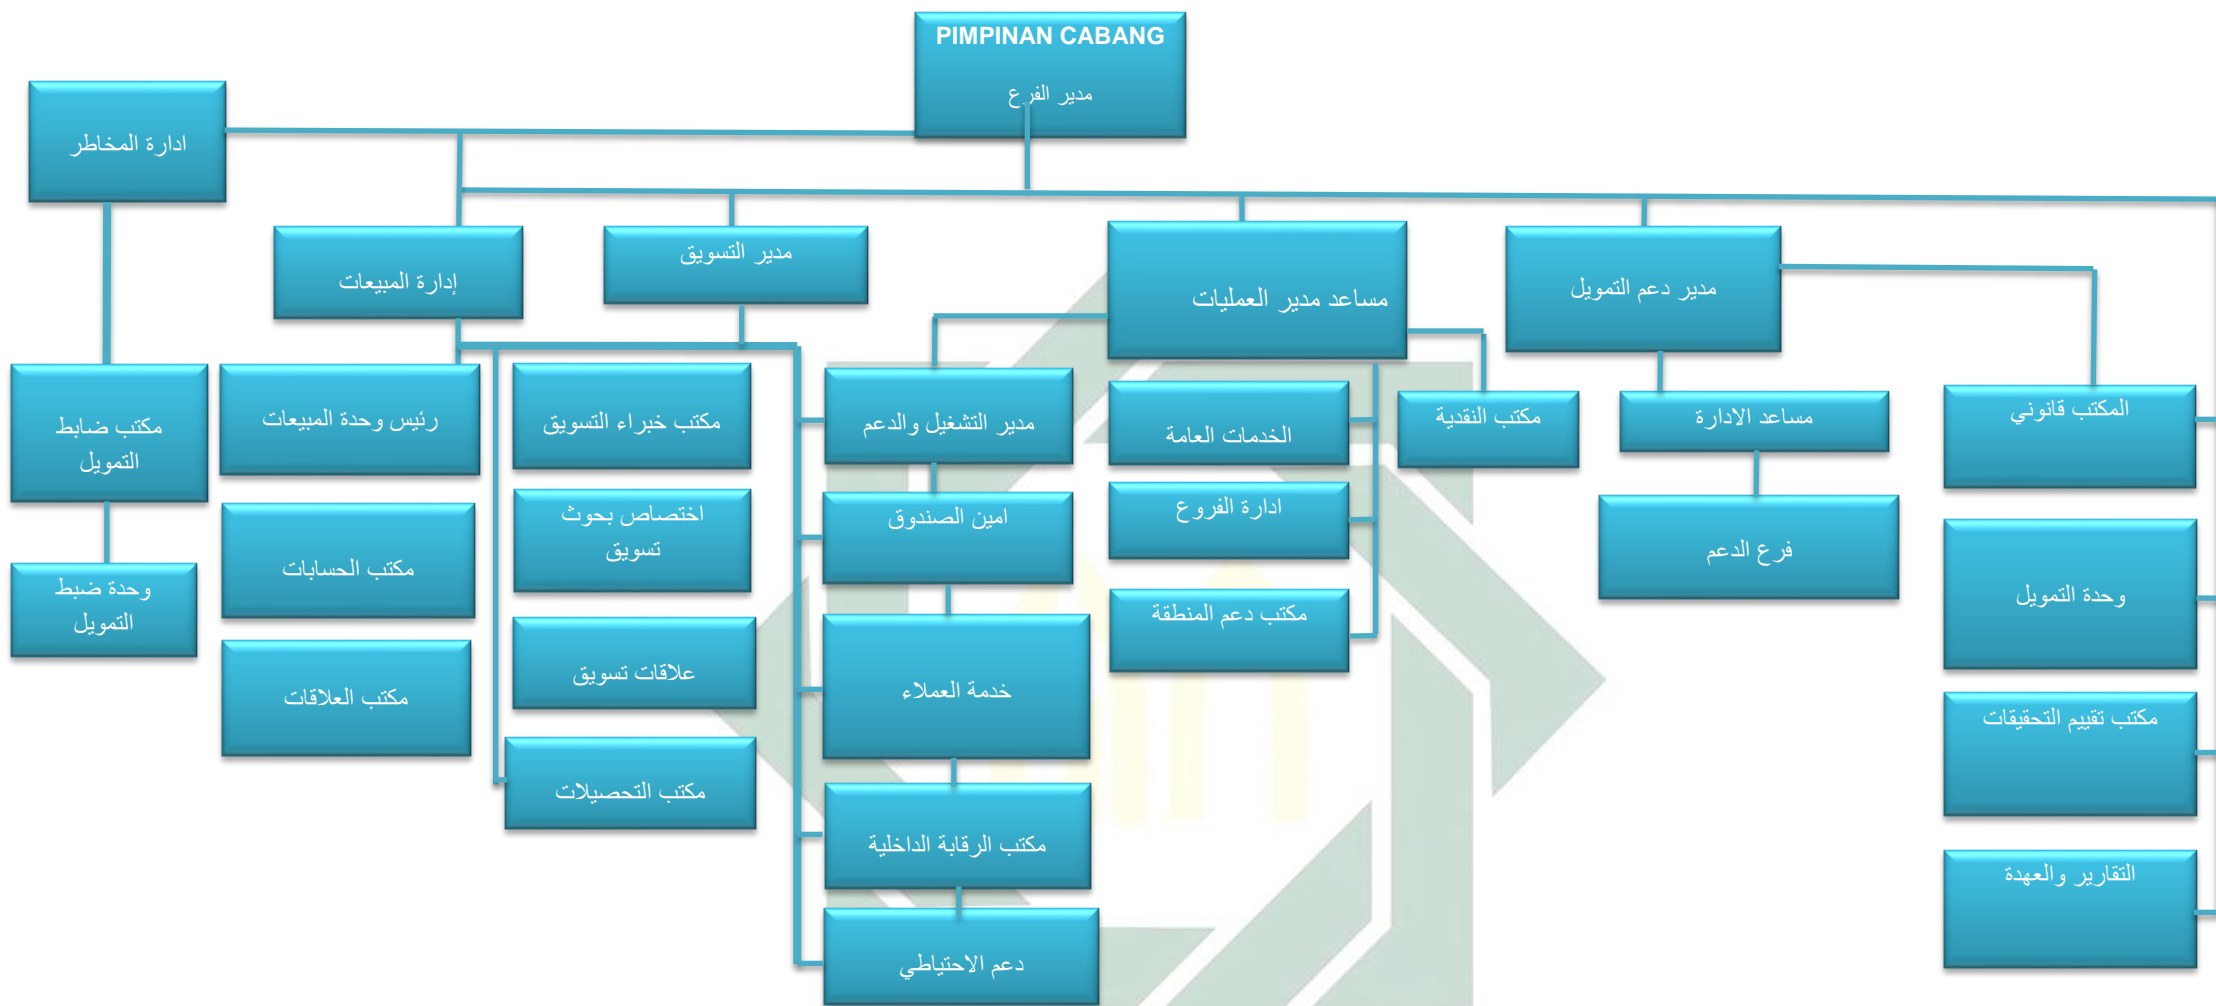 PIMPINAN CABANG
مدير الفرع
ادارة المخاطر
إدارة المبيعات
مدير التسويق
مساعد مدير العمليات
مدير دعم التمويل
مكتب ضابط
التمويل
رئيس وحدة المبيعات
مكتب خبراء التسويق
مدير التشغيل والدعم
الخدمات العامة
مكتب النقدية
مساعد الادارة
المكتب قانوني
وحدة ضبط
التمويل
مكتب الحسابات
اختصاص بحوث
تسويق
امين الصندوق
ادارة الفروع
فرع الدعم
وحدة التمويل
مكتب العلاقات
علاقات تسويق
خدمة العملاء
مكتب دعم المنطقة
مكتب تقييم التحقيقات
مكتب التحصيلات
مكتب الرقابة الداخلية
التقارير والعهدة
دعم الاحتياطي